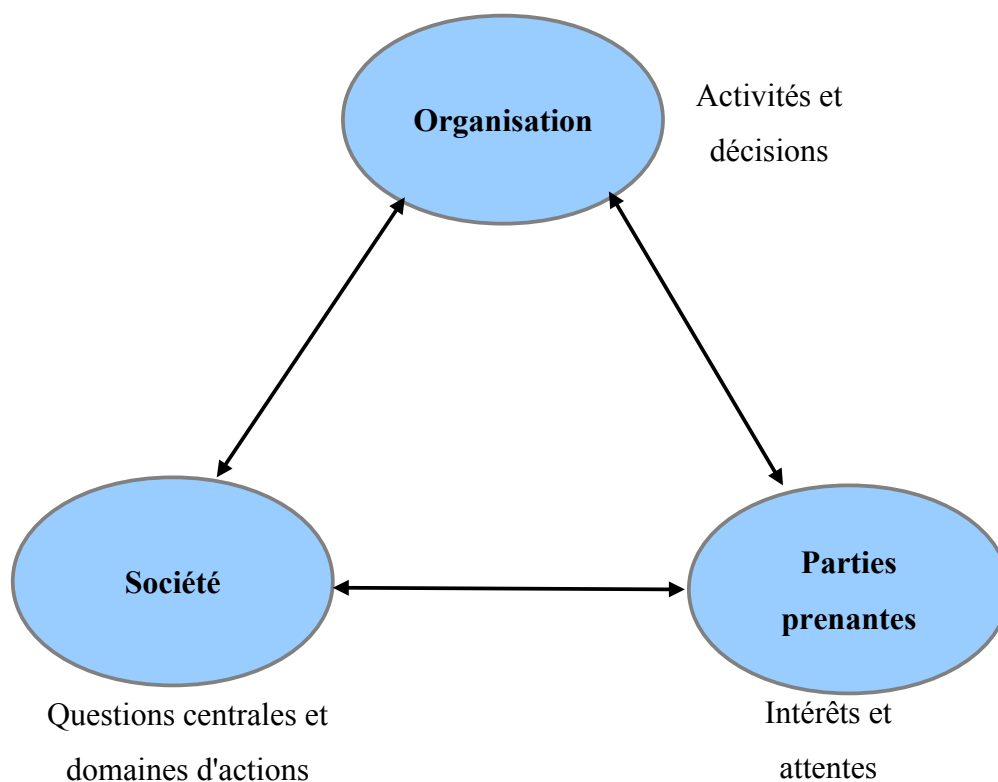 Organisation
Activités et
décisions
Société
Parties
prenantes
Questions centrales et
domaines d'actions
Intérêts et
attentes